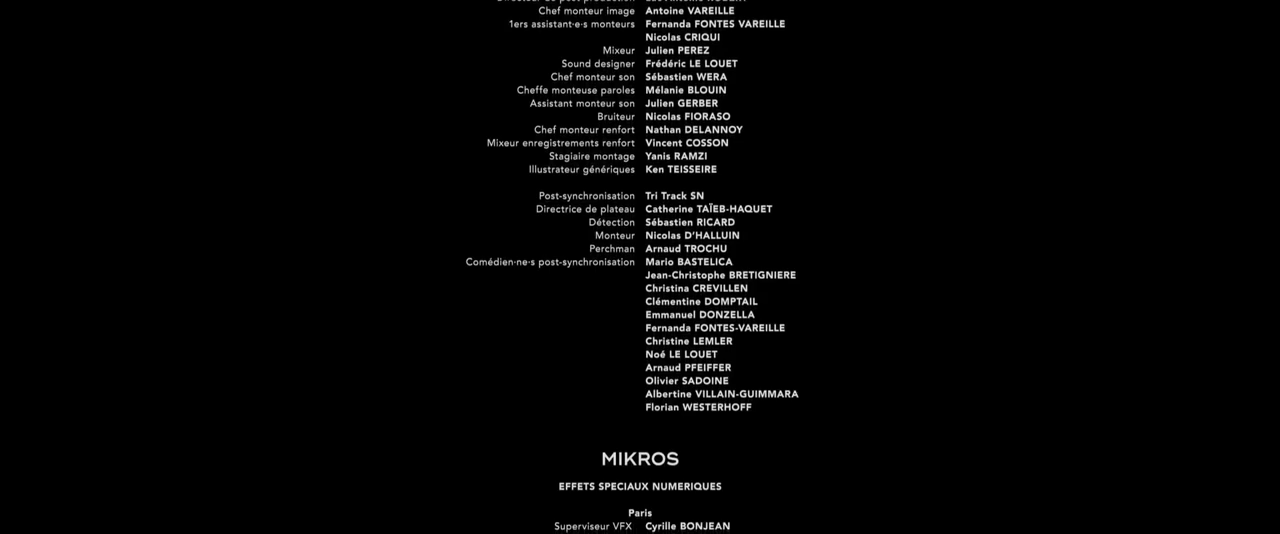 Chef monteur image Antoine VAREILLE
1ers assistant·e·s monteurs Fernanda FONTES VAREILLE
Nicolas CRIQUI
Mixeur Julien PEREZ
Sound designer Frédéric LE LOUET
Chef monteur son Sébastien WERA
Cheffe monteuse paroles Mélanie BLOUIN
Assistant monteur son Julien GERBER
Bruiteur Nicolas FIORASO
Chef monteur renfort Nathan DELANNOY
Mixeur enregistrements renfort Vincent COSSON
Stagiaire montage Yanis RAMZI
Illustrateur génériques Ken TEISSEIRE
Post-synchronisation Tri Track SN
Directrice de plateau Catherine TAÏEB-HAQUET
Détection Sébastien RICARD
Monteur Nicolas D'HALLUIN
Perchman Arnaud TROCHU
Comédien·ne·s post-synchronisation Mario BASTELICA
Jean-Christophe BRETIGNIERE
Christina CREVILLEN
Clémentine DOMPTAIL
Emmanuel DONZELLA
Fernanda FONTES-VAREILLE
Christine LEMLER
Noé LE LOUET
Arnaud PFEIFFER
Olivier SADOINE
Albertine VILLAIN-GUIMMARA
Florian WESTERHOFF
MIKROS
EFFETS SPECIAUX NUMERIQUES
Paris
Superviseur VFX Cyrille BONJEAN